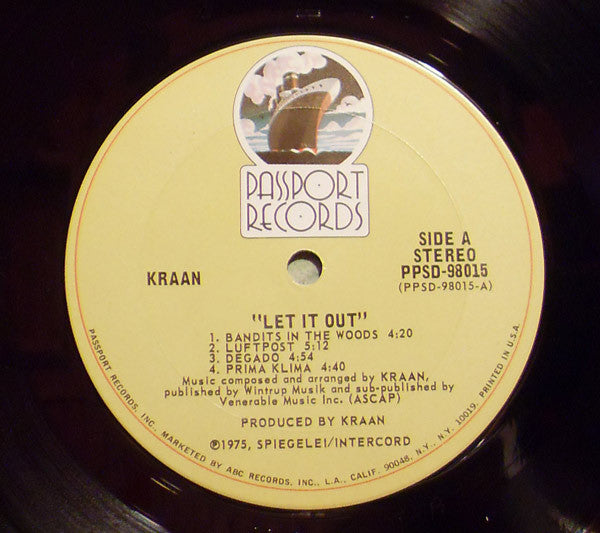 PASSPORT
RECORDS
KRAAN
SIDE A
STEREO
PPSD-98015
(PPSD-98015-A)
"LET IT OUT"
1. BANDITS IN THE WOODS 4:20
2. LUFTPOST 5:12
3. DEGADO 4:54
4. PRIMA KLIMA 4:40
Music composed and arranged by KRAAN,
published by Wintrup Musik and sub-published by
Venerable Music Inc. (ASCAP)
PRODUCED BY KRAAN
℗1975, SPIEGELEI/INTERCORD
PASSPORT RECORDS, INC., MARKETED BY ABC RECORDS, INC., L.A., CALIF. 90048, N.Y., N.Y. 10019. PRINTED IN U.S.A.